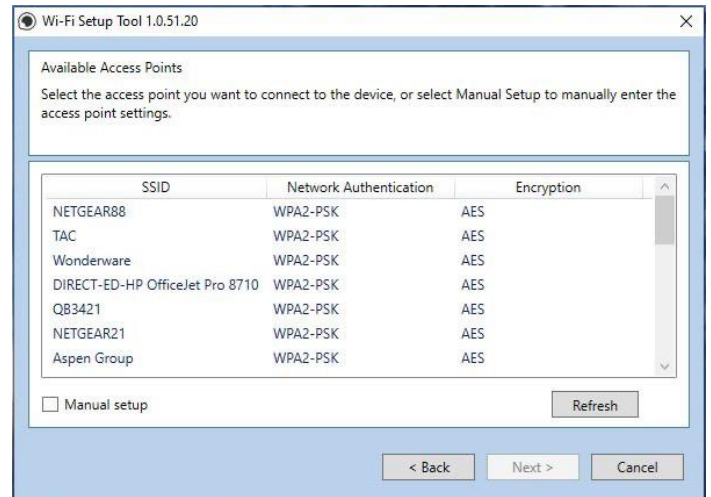 Wi-Fi Setup Tool 1.0.51.20
Available Access Points
Select the access point you want to connect to the device, or select Manual Setup to manually enter the
access point settings.
SSID Network Authentication Encryption
NETGEAR88 WPA2-PSK AES
TAC WPA2-PSK AES
Wonderware WPA2-PSK AES
DIRECT-ED-HP OfficeJet Pro 8710 WPA2-PSK AES
QB3421 WPA2-PSK AES
NETGEAR21 WPA2-PSK AES
Aspen Group WPA2-PSK AES
Manual setup Refresh
< Back Next > Cancel